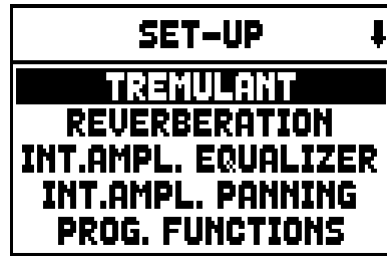 SET-UP
TREMULANT
REVERBERATION
INT.AMPL. EQUALIZER
INT.AMPL. PANNING
PROG. FUNCTIONS